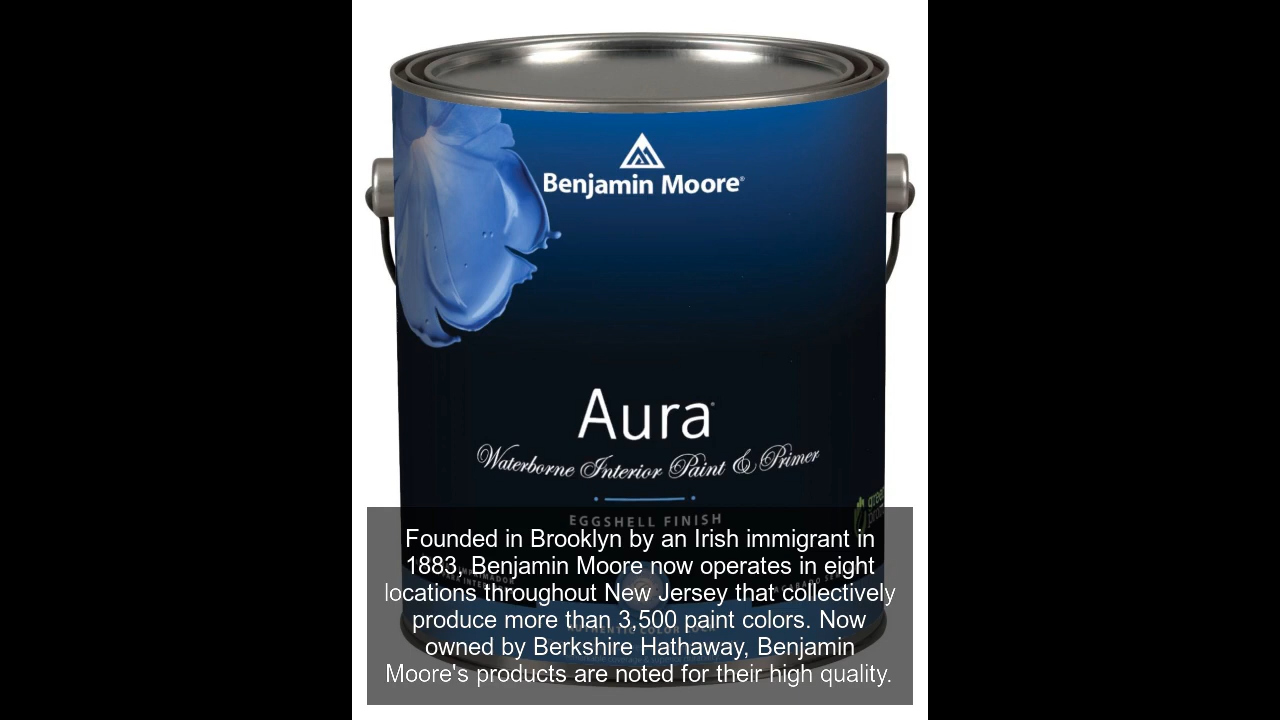 Benjamin Moore®
Aura
Waterborne Interior Paint & Primer
EGGSHELL FINISH
Founded in Brooklyn by an Irish immigrant in
1883, Benjamin Moore now operates in eight
locations throughout New Jersey that collectively
produce more than 3,500 paint colors. Now
owned by Berkshire Hathaway, Benjamin
Moore's products are noted for their high quality.